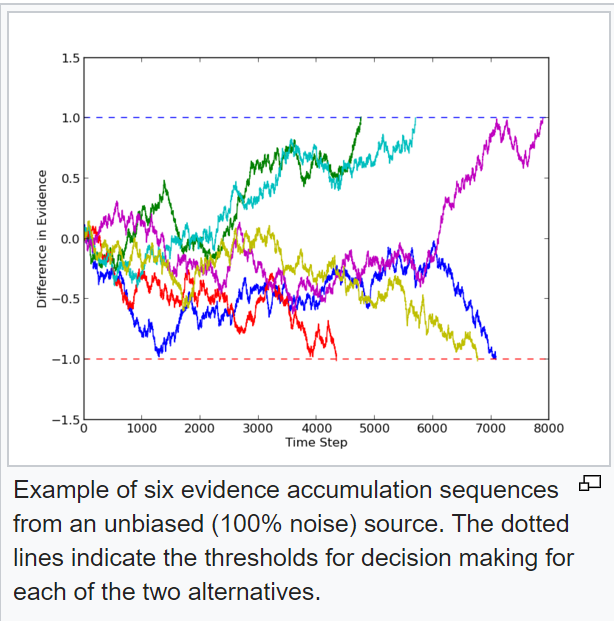 1.5
1.0
0.5
0.0
−0.5
−1.0
−1.5
Difference in Evidence
0 1000 2000 3000 4000 5000 6000 7000 8000
Time Step
Example of six evidence accumulation sequences
from an unbiased (100% noise) source. The dotted
lines indicate the thresholds for decision making for
each of the two alternatives.